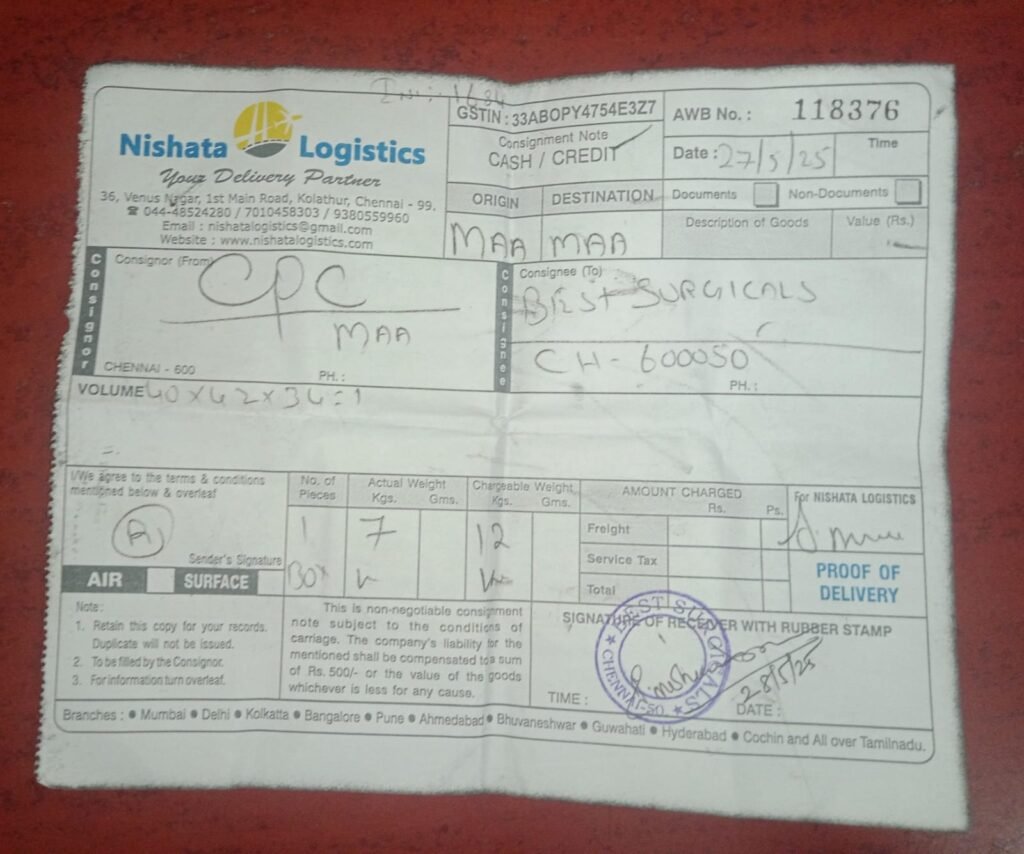 Inv: 1684
Nishata Logistics
Your Delivery Partner
36, Venus Nagar, 1st Main Road, Kolathur, Chennai - 99.
☎ 044-48524280 / 7010458303 / 9380559960
Email : nishatalogistics@gmail.com
Website : www.nishatalogistics.com
GSTIN : 33ABOPY4754E3Z7
Consignment Note
CASH / CREDIT
AWB No. : 118376
Date : 27/5/25
Time
ORIGIN DESTINATION
MAA MAA
Documents Non-Documents
Description of Goods Value (Rs.)
Consignor
Consignor (From)
CPC
MAA
CHENNAI - 600 PH. :
Consignee
Consignee (To)
BEST SURGICALS
CH - 600050
PH. :
VOLUME 40 x 42 x 34 = 1
I/We agree to the terms & conditions
mentioned below & overleaf
Sender's Signature
AIR SURFACE
No. of Pieces
1
BOX
Actual Weight
Kgs. Gms.
7
Chargeable Weight
Kgs. Gms.
12
AMOUNT CHARGED
Rs. Ps.
Freight
Service Tax
Total
For NISHATA LOGISTICS
PROOF OF
DELIVERY
Note :
1. Retain this copy for your records.
Duplicate will not be issued.
2. To be filled by the Consignor.
3. For information turn overleaf.
This is non-negotiable consignment
note subject to the conditions of
carriage. The company's liability for the
mentioned shall be compensated to a sum
of Rs. 500/- or the value of the goods
whichever is less for any cause.
SIGNATURE OF RECEIVER WITH RUBBER STAMP
BEST SURGICALS
CHENNAI-50.
28/5/25
TIME : DATE :
Branches : ● Mumbai ● Delhi ● Kolkatta ● Bangalore ● Pune ● Ahmedabad ● Bhuvaneshwar ● Guwahati ● Hyderabad ● Cochin and All over Tamilnadu.